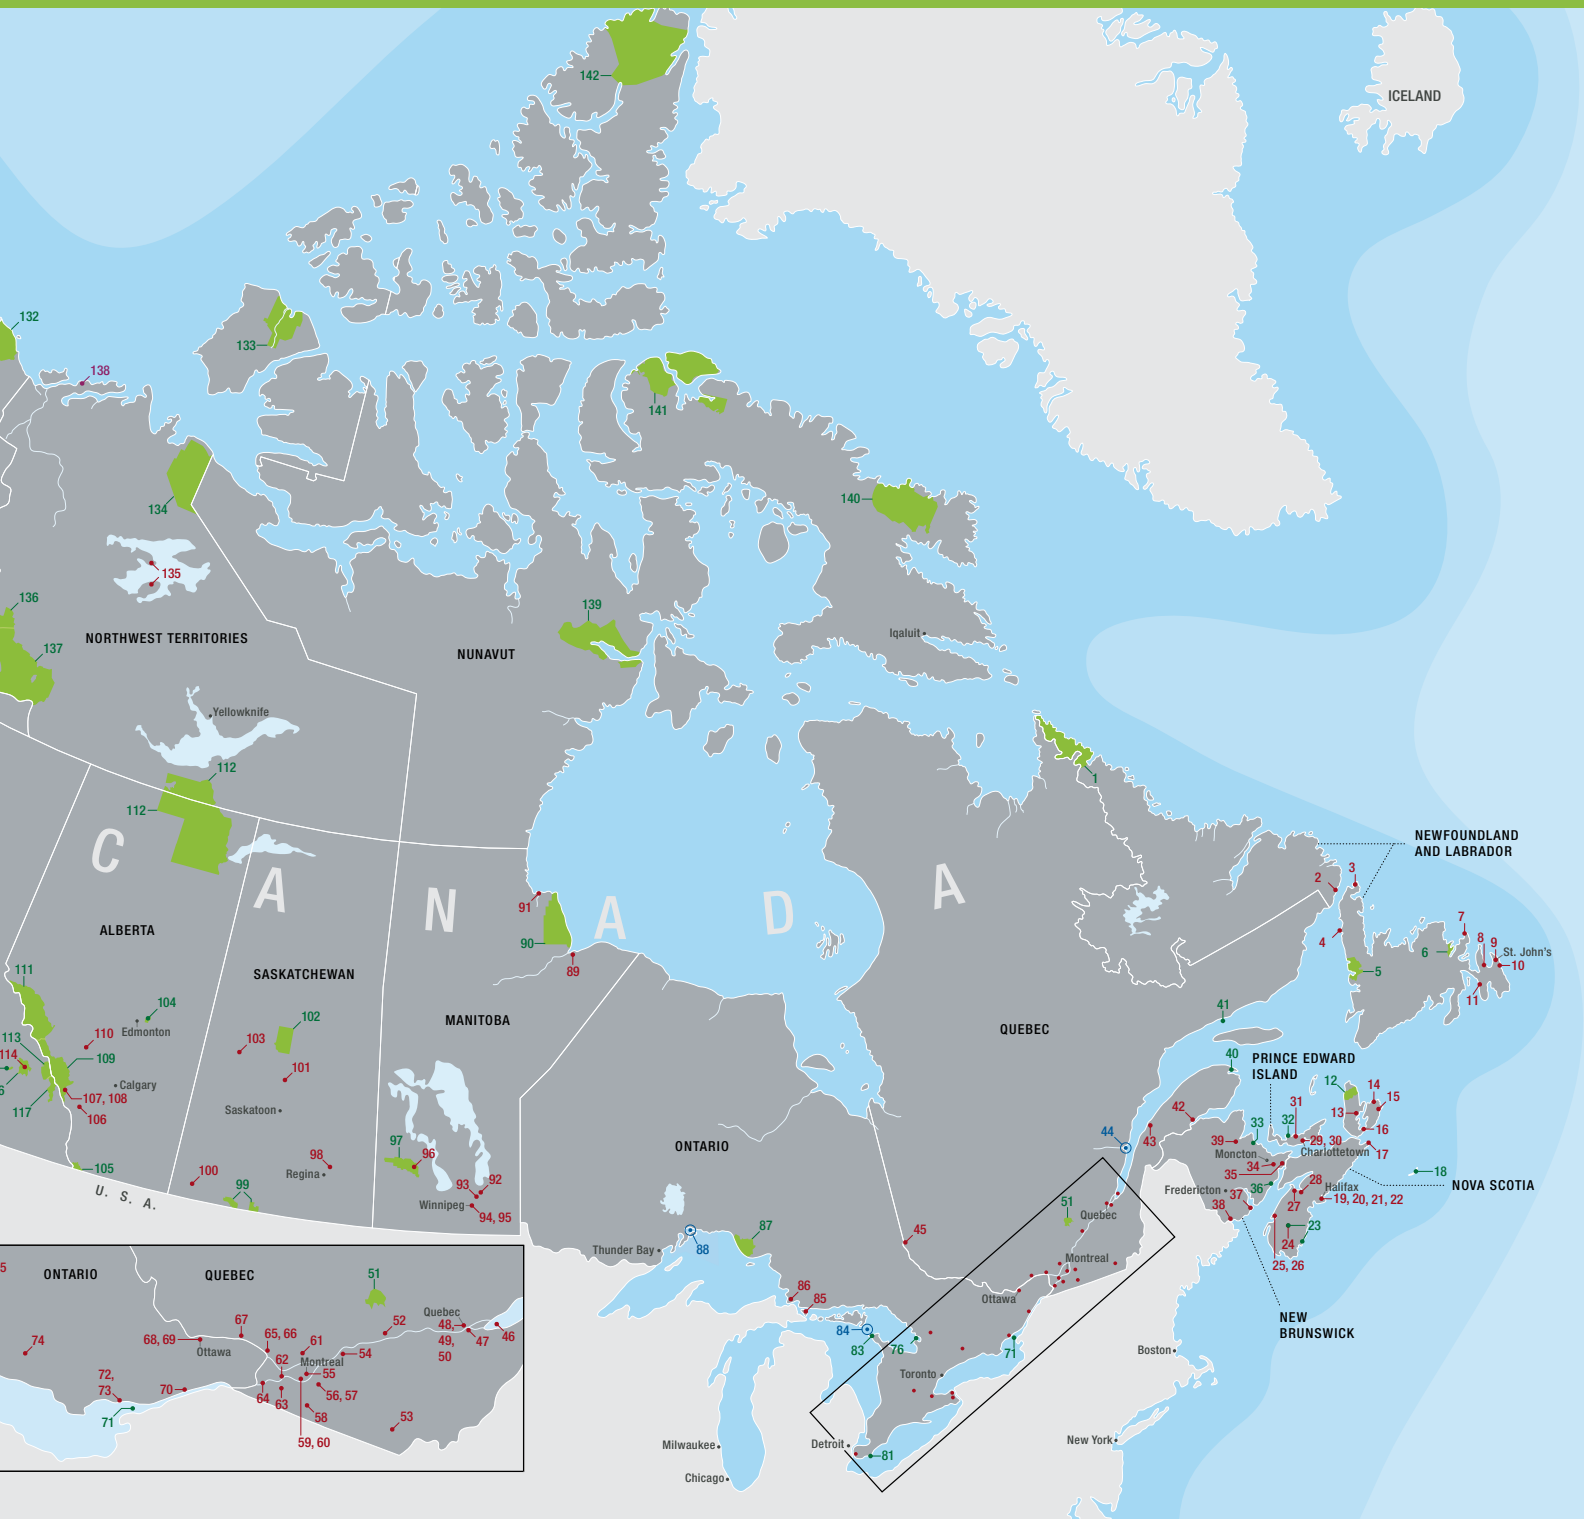 142
ICELAND
132
133
138
141
134
140
135
136
139
137
NORTHWEST TERRITORIES
NUNAVUT
Iqaluit
Yellowknife
112
112
1
C A N A D A
NEWFOUNDLAND
AND LABRADOR
2
3
91
90
89
ALBERTA
SASKATCHEWAN
4
7
8
9
St. John's
6
10
5
11
111
104
Edmonton
102
103
101
MANITOBA
QUEBEC
41
113
110
114
109
6
Calgary
107, 108
117
106
Saskatoon
40
PRINCE EDWARD
ISLAND
12
14
15
13
31
16
42
43
44
33
32
39
29, 30
Charlottetown
17
Moncton
34
35
18
NOVA SCOTIA
36
Fredericton
28
Halifax
37
27
19, 20, 21, 22
38
23
24
25, 26
ONTARIO
97
96
98
Regina
105
100
99
93
92
Winnipeg
94, 95
U. S. A.
51
Quebec
45
87
Thunder Bay
88
Montreal
Ottawa
86
85
84
83
76
71
Toronto
NEW
BRUNSWICK
Boston
New York
Detroit
81
Milwaukee
Chicago
5
ONTARIO
QUEBEC
51
74
67
68, 69
Ottawa
65, 66
61
52
Quebec
48,
49,
50
47
46
62
Montreal
54
55
72,
73
70
64
63
56, 57
58
71
53
59, 60